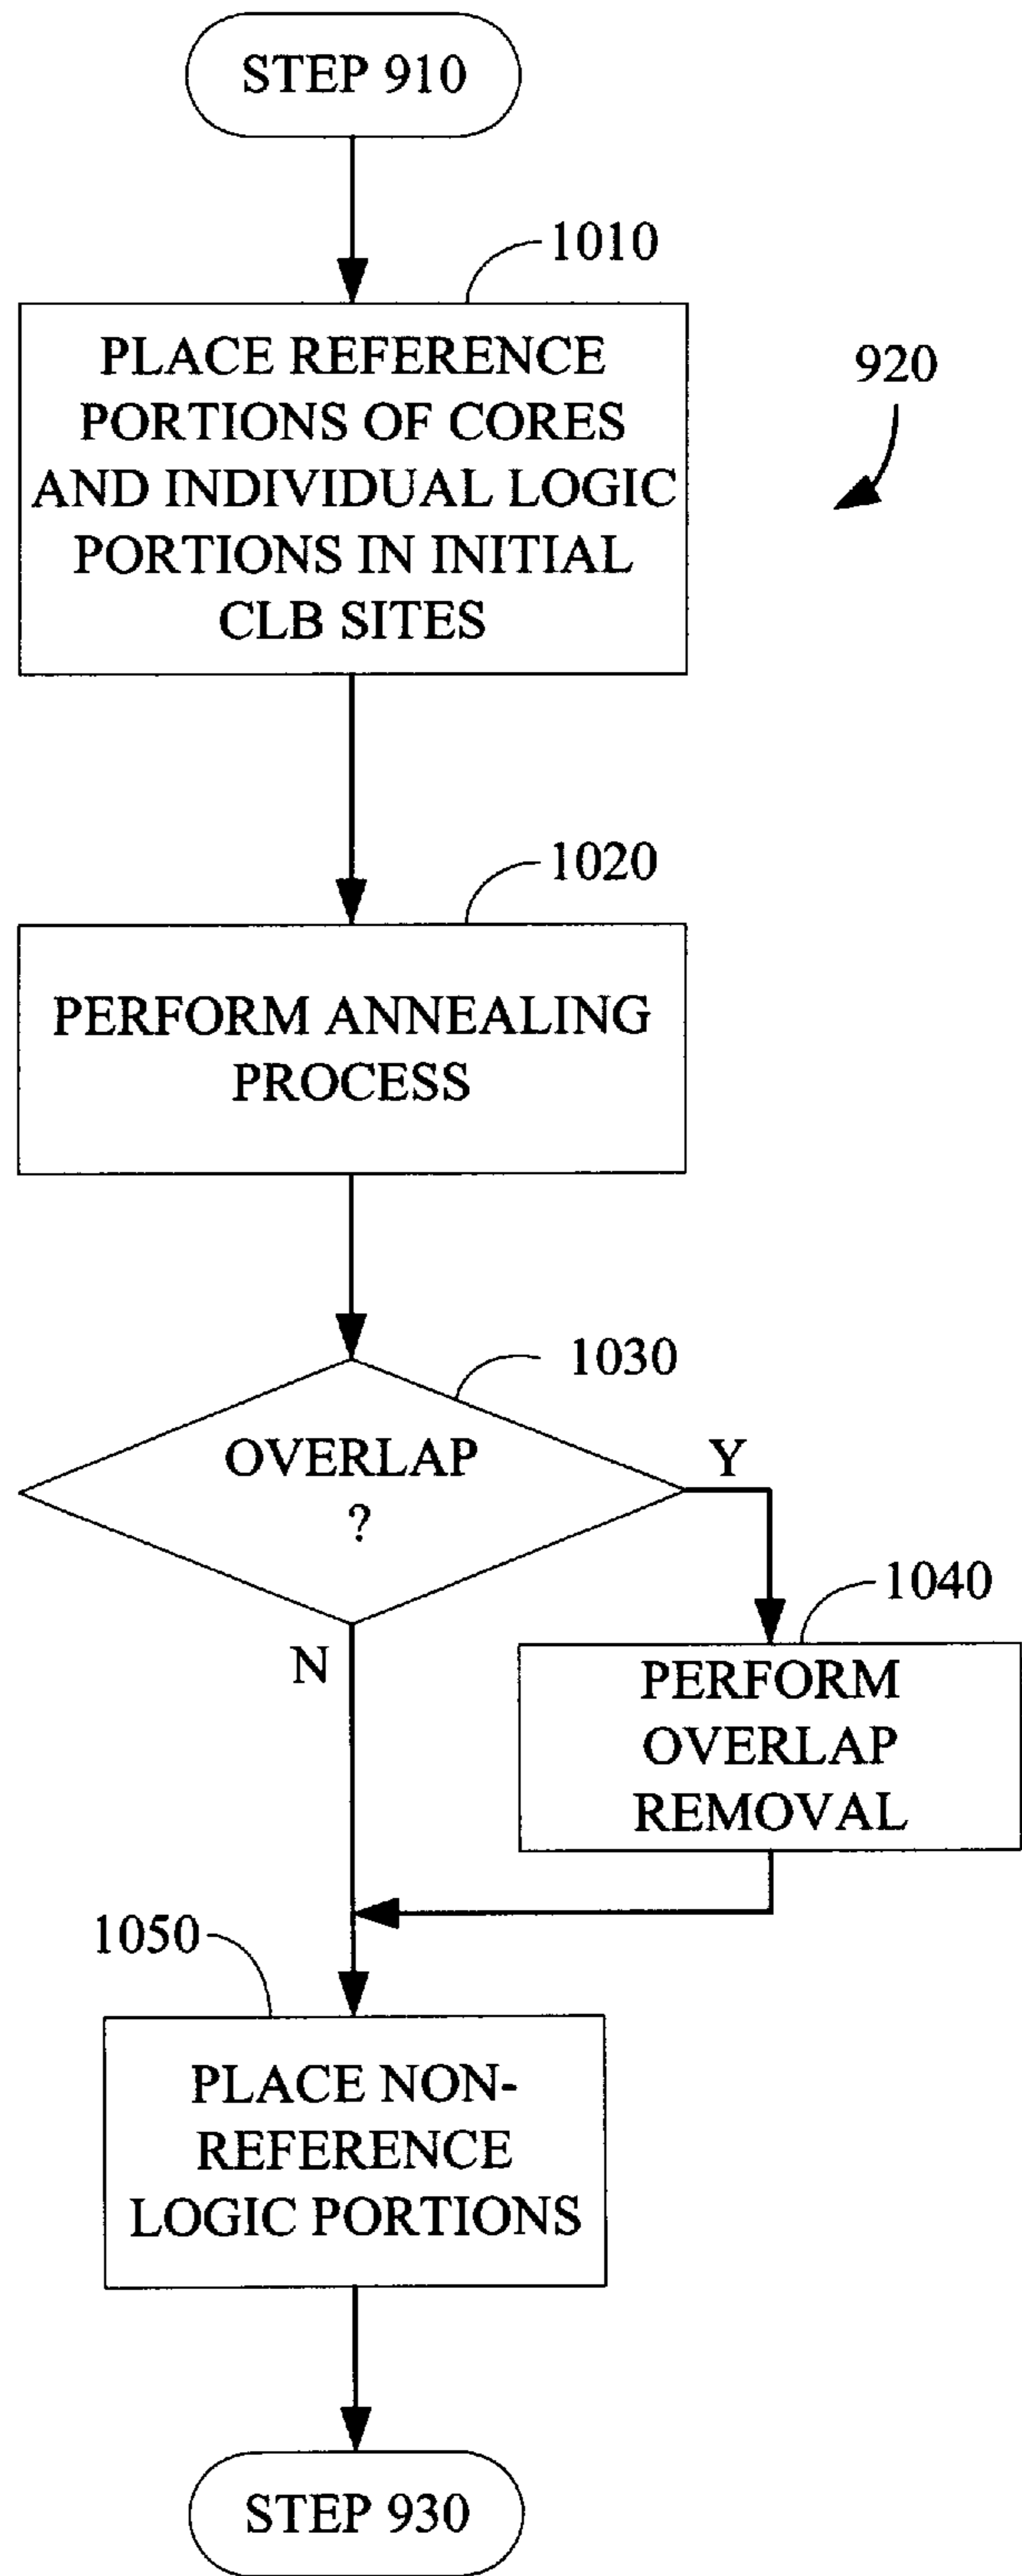 STEP 910
1010
PLACE REFERENCE
PORTIONS OF CORES
AND INDIVIDUAL LOGIC
PORTIONS IN INITIAL
CLB SITES
920
1020
PERFORM ANNEALING
PROCESS
1030
OVERLAP
?
Y
N
1040
PERFORM
OVERLAP
REMOVAL
1050
PLACE NON-
REFERENCE
LOGIC PORTIONS
STEP 930